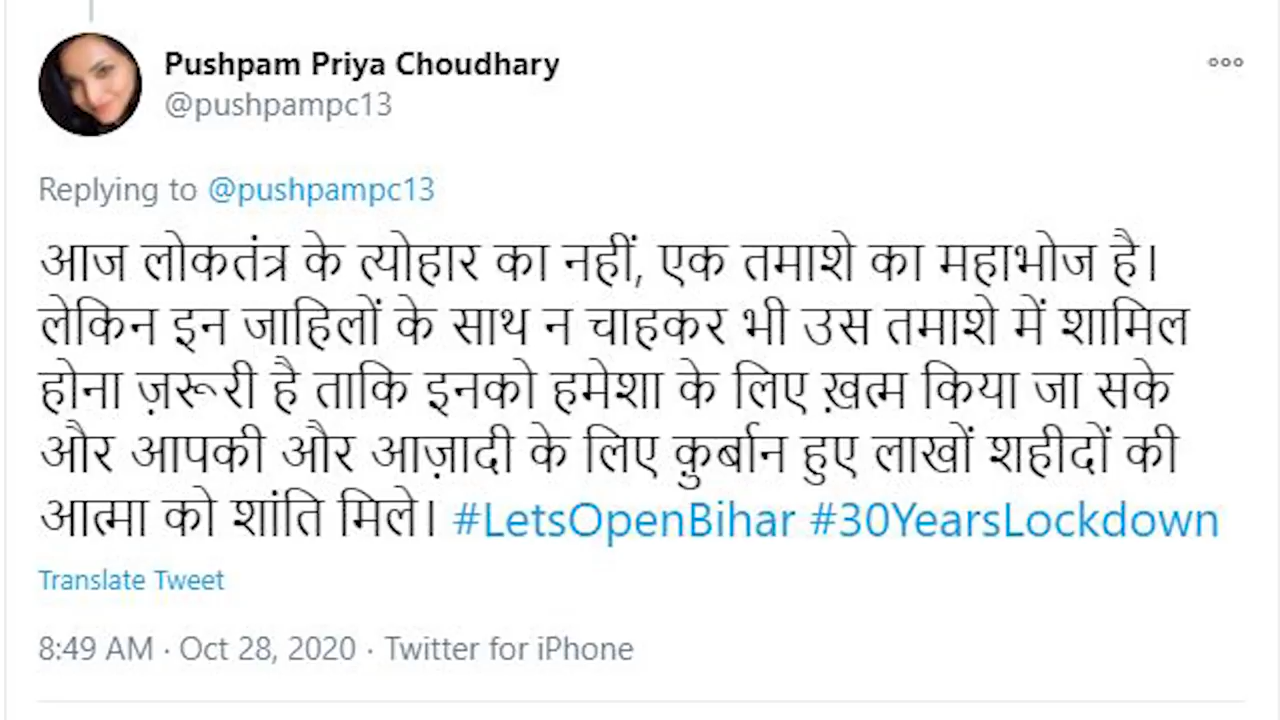 Pushpam Priya Choudhary
@pushpampc13
Replying to @pushpampc13
आज लोकतंत्र के त्योहार का नहीं, एक तमाशे का महाभोज है।
लेकिन इन जाहिलों के साथ न चाहकर भी उस तमाशे में शामिल
होना ज़रूरी है ताकि इनको हमेशा के लिए ख़त्म किया जा सके
और आपकी और आज़ादी के लिए क़ुर्बान हुए लाखों शहीदों की
आत्मा को शांति मिले। #LetsOpenBihar #30YearsLockdown
Translate Tweet
8:49 AM · Oct 28, 2020 · Twitter for iPhone